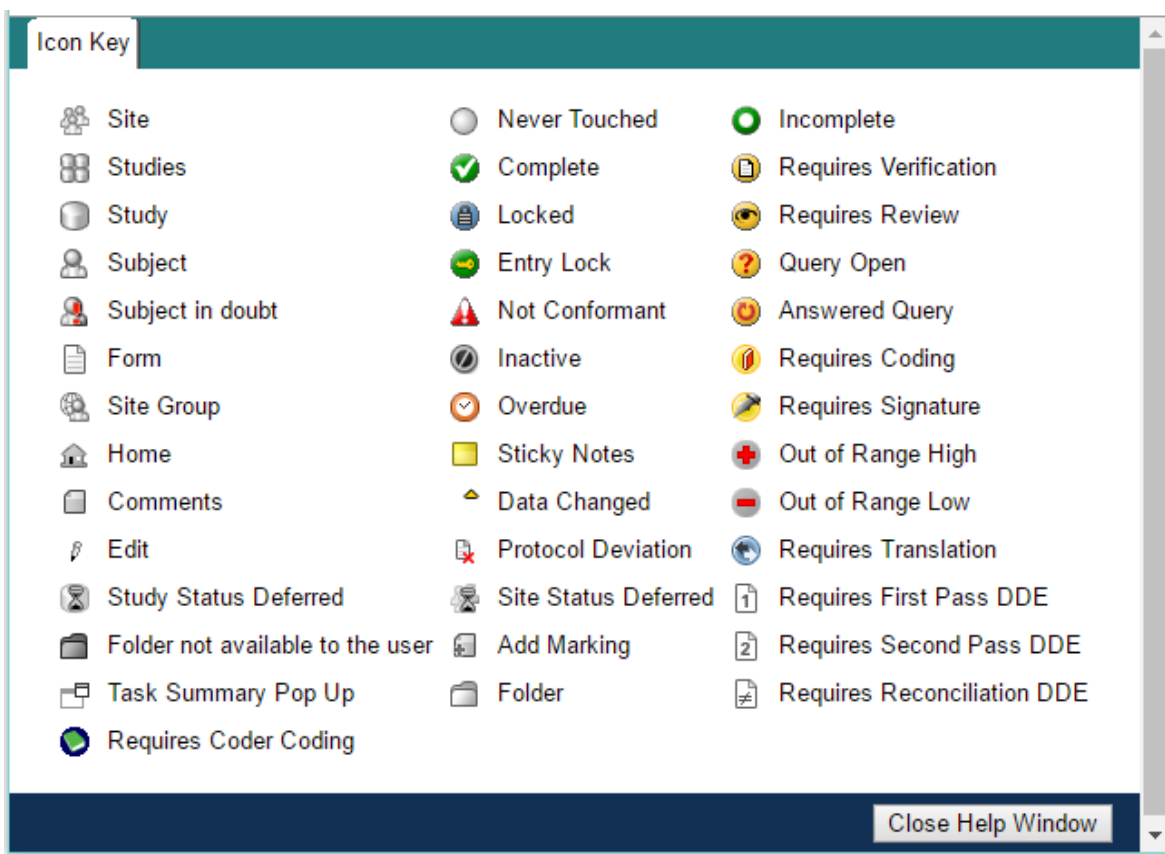 Icon Key
Site
Never Touched
Incomplete
Studies
Complete
Requires Verification
Study
Locked
Requires Review
Subject
Entry Lock
Query Open
Subject in doubt
Not Conformant
Answered Query
Form
Inactive
Requires Coding
Site Group
Overdue
Requires Signature
Home
Sticky Notes
Out of Range High
Comments
Data Changed
Out of Range Low
Edit
Protocol Deviation
Requires Translation
Study Status Deferred
Site Status Deferred
1
Requires First Pass DDE
Folder not available to the user
Add Marking
2
Requires Second Pass DDE
Task Summary Pop Up
Folder
≠
Requires Reconciliation DDE
Requires Coder Coding
Close Help Window